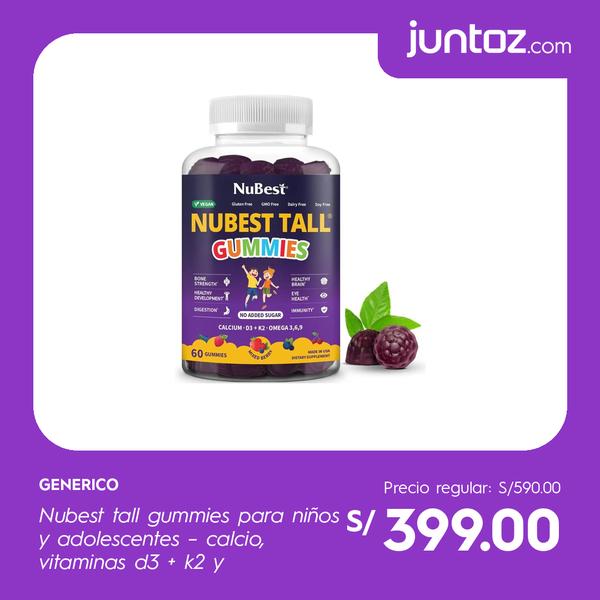 juntoz.com
NuBest
VEGAN
Gluten Free GMO Free Dairy Free Soy Free
NUBEST TALL®
GUMMIES
BONE STRENGTH
HEALTHY BRAIN
HEALTHY DEVELOPMENT
EYE HEALTH
DIGESTION
IMMUNITY
NO ADDED SUGAR
CALCIUM · D3 + K2 · OMEGA 3,6,9
60 GUMMIES
MIXED BERRY
MADE IN USA
DIETARY SUPPLEMENT
GENERICO
Precio regular: S/590.00
Nubest tall gummies para niños
y adolescentes - calcio,
vitaminas d3 + k2 y
S/ 399.00